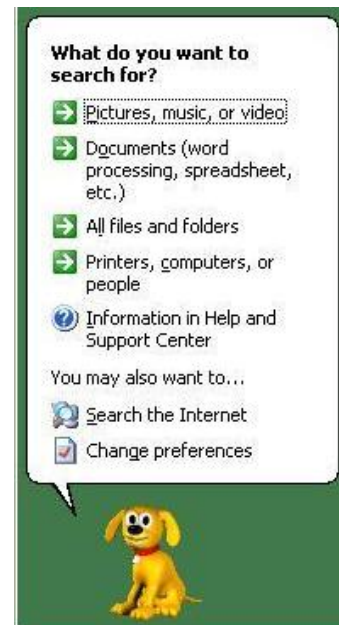 What do you want to
search for?
Pictures, music, or video
Documents (word
processing, spreadsheet,
etc.)
All files and folders
Printers, computers, or
people
Information in Help and
Support Center
You may also want to...
Search the Internet
Change preferences